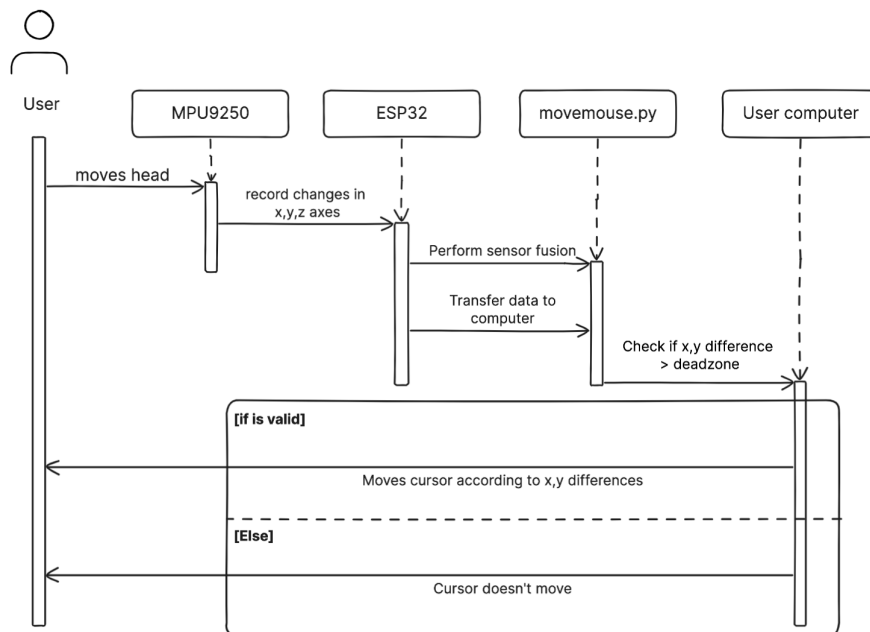 User
MPU9250
ESP32
movemouse.py
User computer
moves head
record changes in
x,y,z axes
Perform sensor fusion
Transfer data to
computer
Check if x,y difference
> deadzone
[if is valid]
Moves cursor according to x,y differences
[Else]
Cursor doesn't move